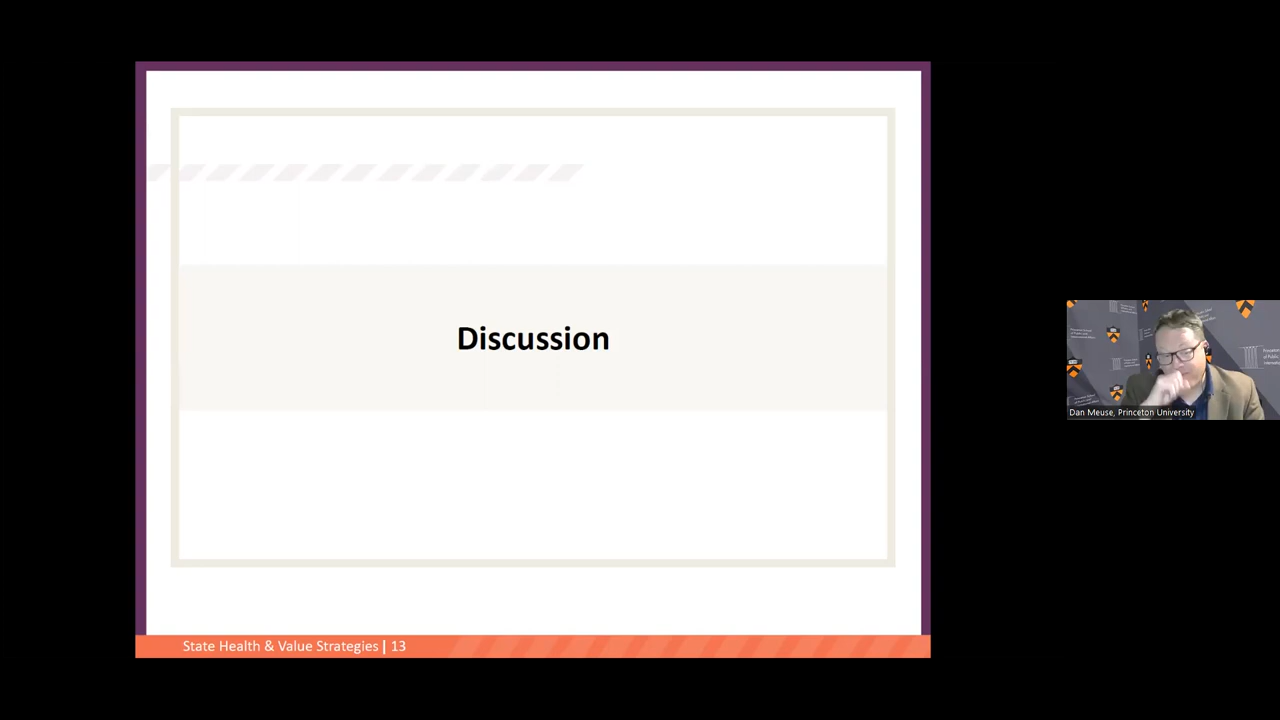 Discussion
State Health & Value Strategies | 13
Dan Meuse, Princeton University